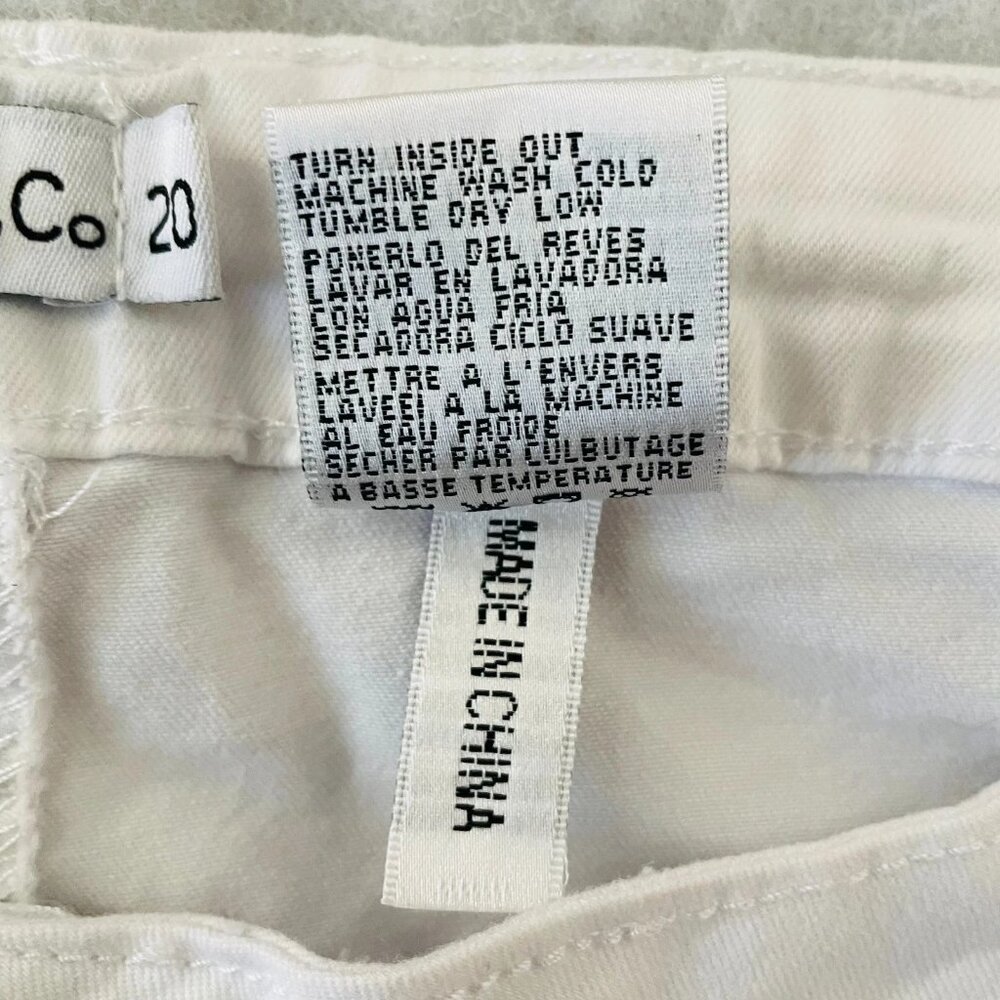 Co
20
TURN INSIDE OUT
MACHINE WASH COLD
TUMBLE DRY LOW
PONERLO DEL REVES
LAVAR EN LAVADORA
CON AGUA FRIA
SECADORA CICLO SUAVE
METTRE A L'ENVERS
LAVEEI A LA MACHINE
AL EAU FROIDE
SECHER PAR CULBUTAGE
A BASSE TEMPERATURE
MADE IN CHINA